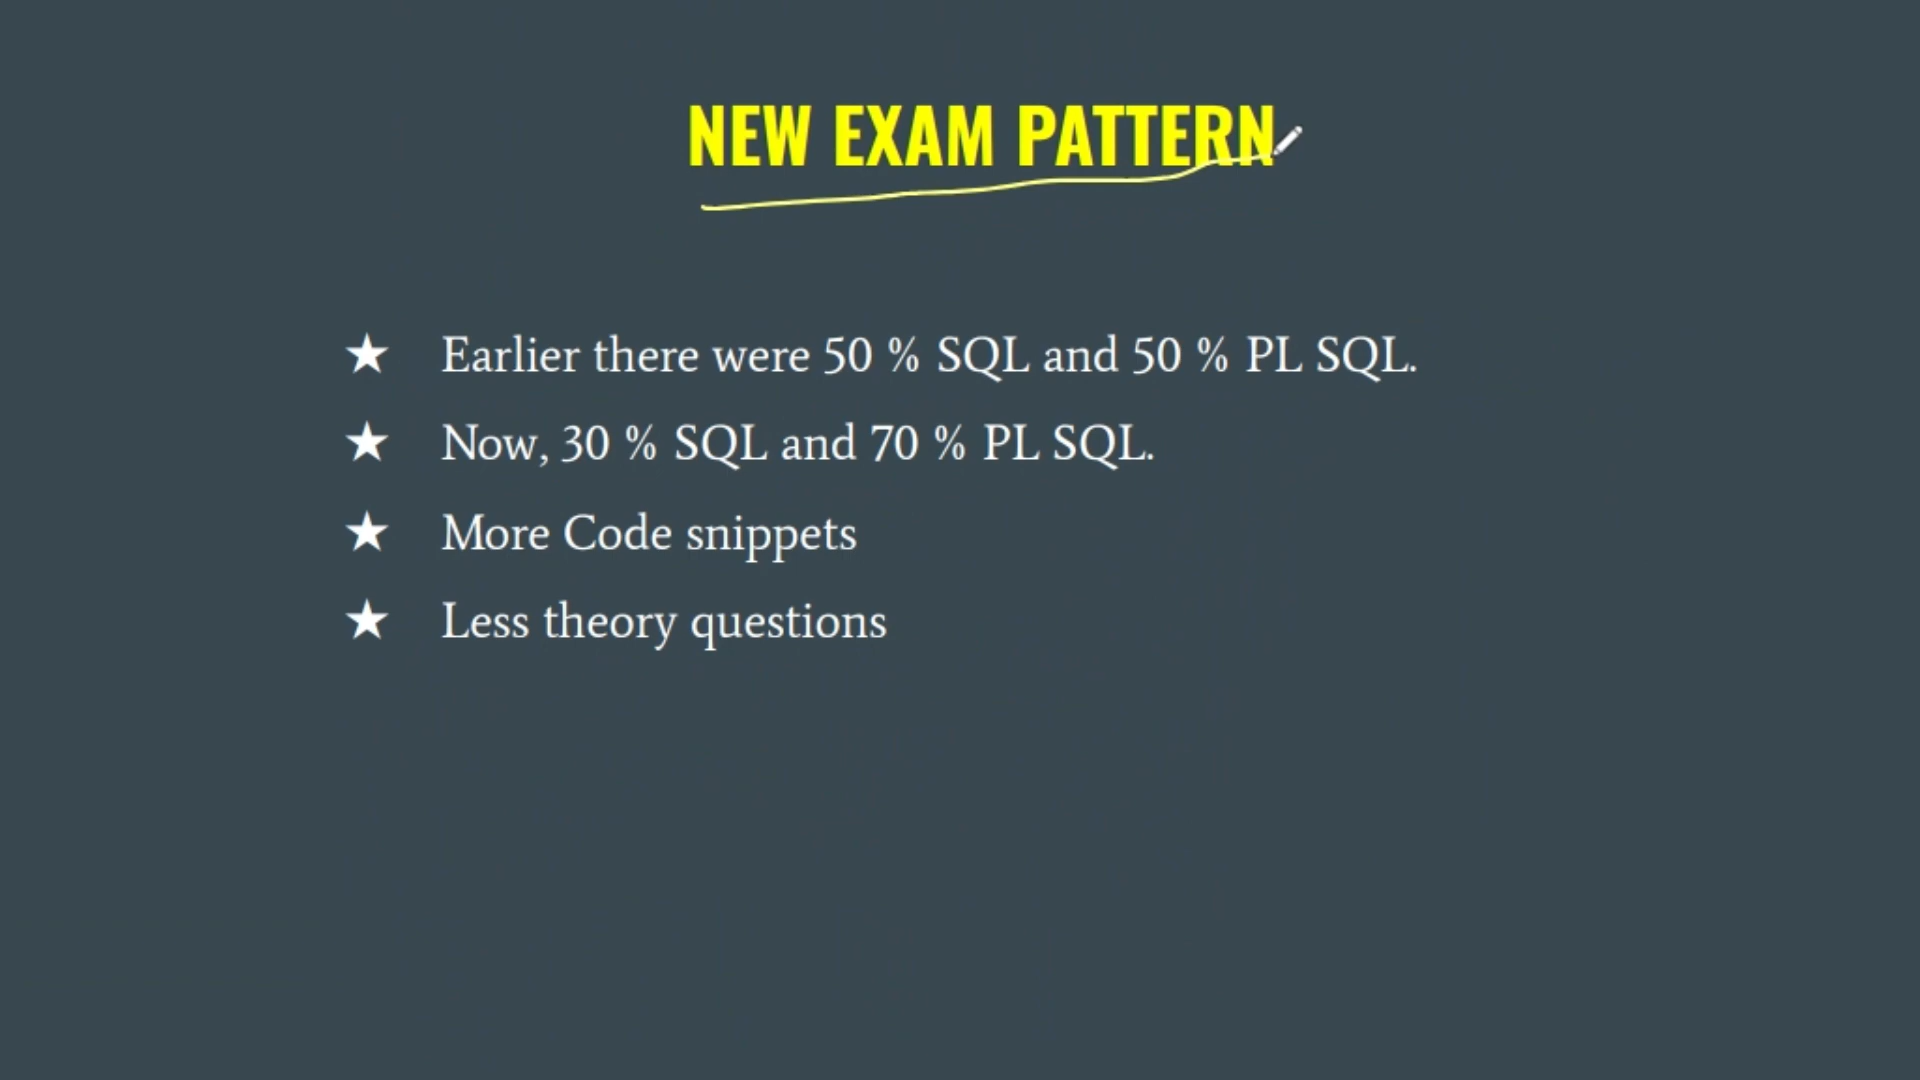 NEW EXAM PATTERN
★ Earlier there were 50 % SQL and 50 % PL SQL.
★ Now, 30 % SQL and 70 % PL SQL.
★ More Code snippets
★ Less theory questions